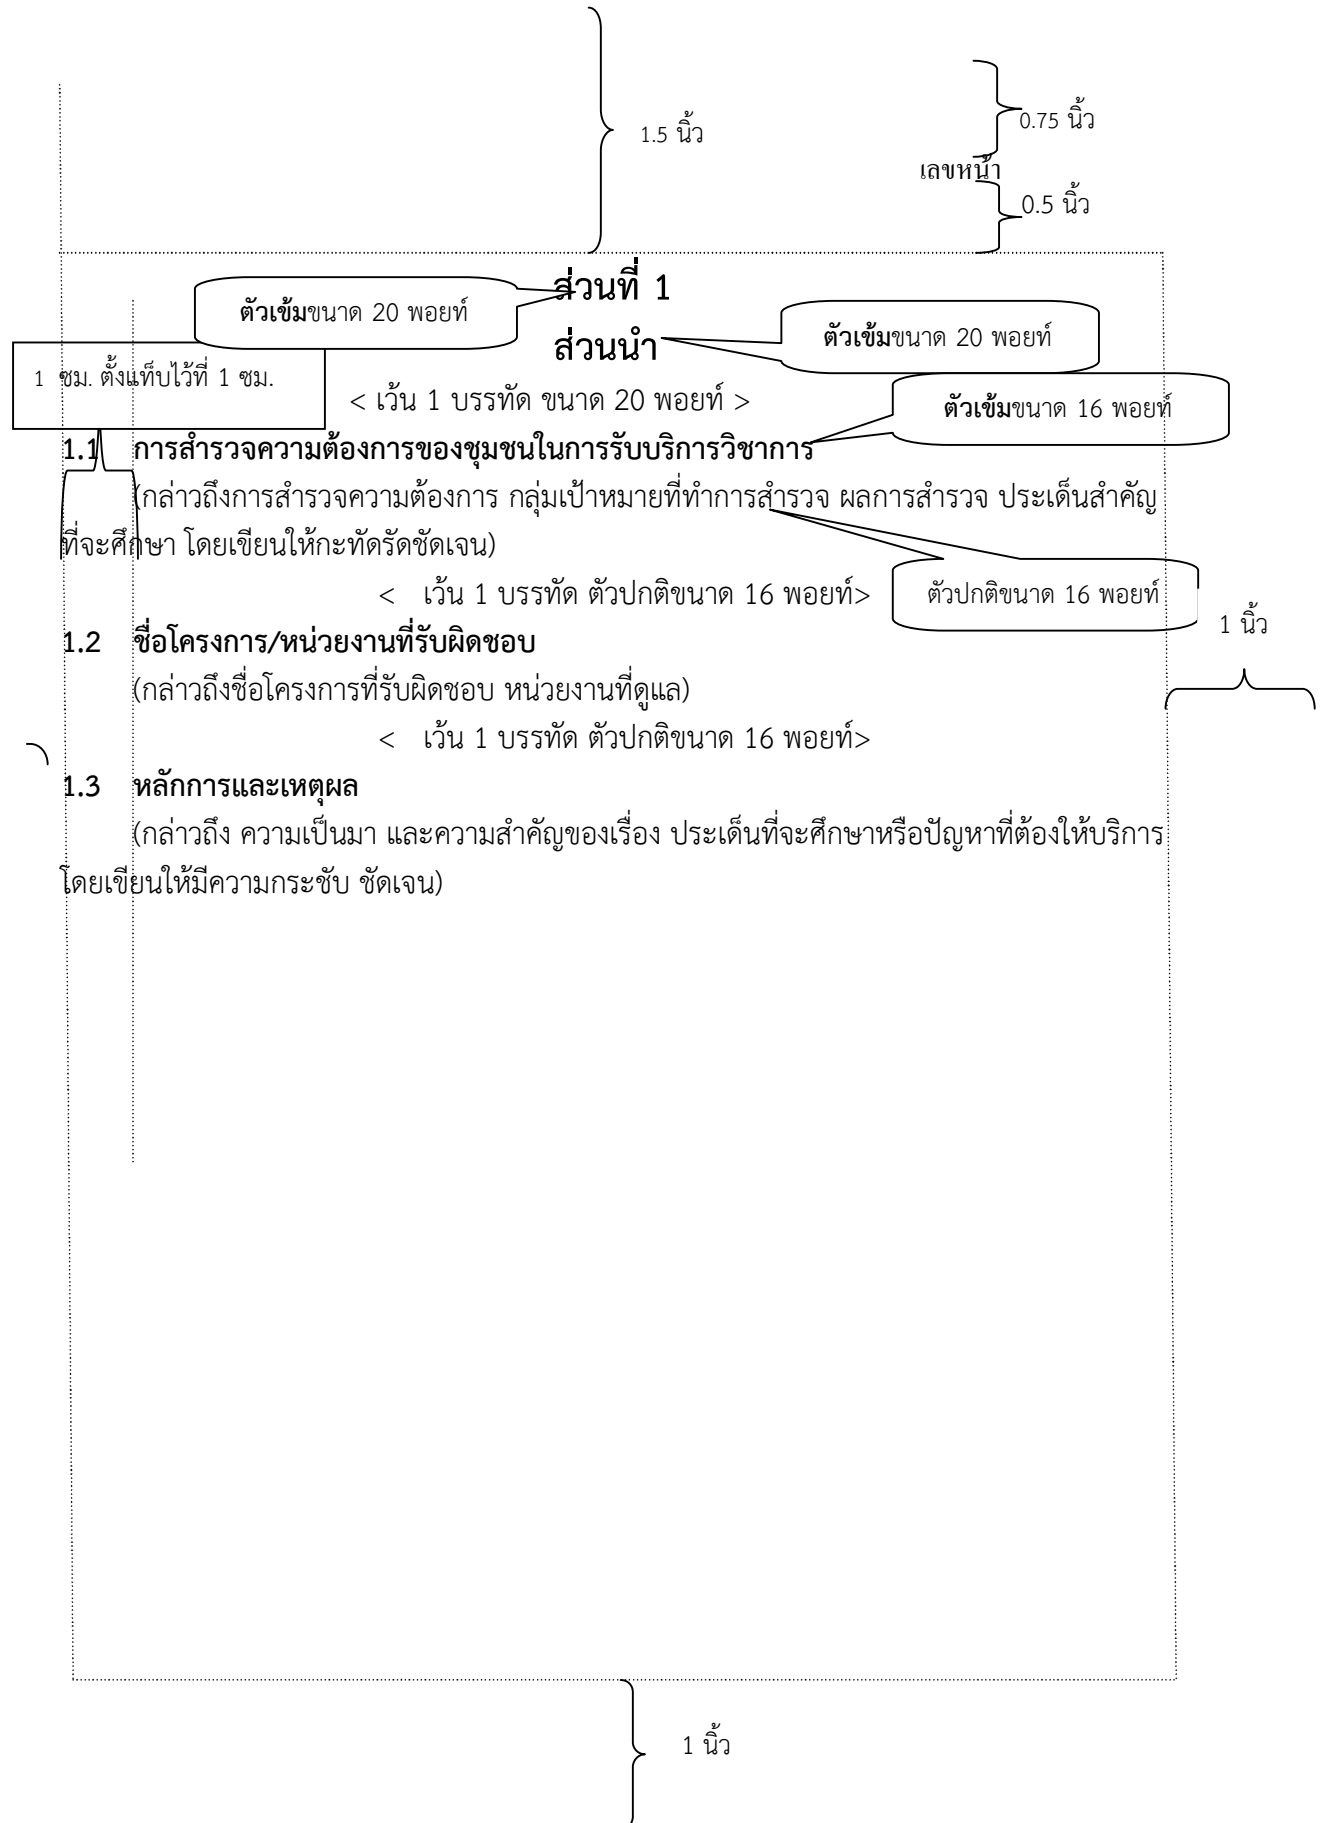 1.5 นิ้ว
0.75 นิ้ว
เลขหน้า
0.5 นิ้ว
ส่วนที่ 1
ตัวเข้มขนาด 20 พอยท์
ส่วนนำ
ตัวเข้มขนาด 20 พอยท์
1 ซม. ตั้งแท็บไว้ที่ 1 ซม.
< เว้น 1 บรรทัด ขนาด 20 พอยท์ >
ตัวเข้มขนาด 16 พอยท์
1.1 การสำรวจความต้องการของชุมชนในการรับบริการวิชาการ
(กล่าวถึงการสำรวจความต้องการ กลุ่มเป้าหมายที่ทำการสำรวจ ผลการสำรวจ ประเด็นสำคัญ
ที่จะศึกษา โดยเขียนให้กะทัดรัดชัดเจน)
< เว้น 1 บรรทัด ตัวปกติขนาด 16 พอยท์>
ตัวปกติขนาด 16 พอยท์
1 นิ้ว
1.2 ชื่อโครงการ/หน่วยงานที่รับผิดชอบ
(กล่าวถึงชื่อโครงการที่รับผิดชอบ หน่วยงานที่ดูแล)
< เว้น 1 บรรทัด ตัวปกติขนาด 16 พอยท์>
1.3 หลักการและเหตุผล
(กล่าวถึง ความเป็นมา และความสำคัญของเรื่อง ประเด็นที่จะศึกษาหรือปัญหาที่ต้องให้บริการ
โดยเขียนให้มีความกระชับ ชัดเจน)
1 นิ้ว